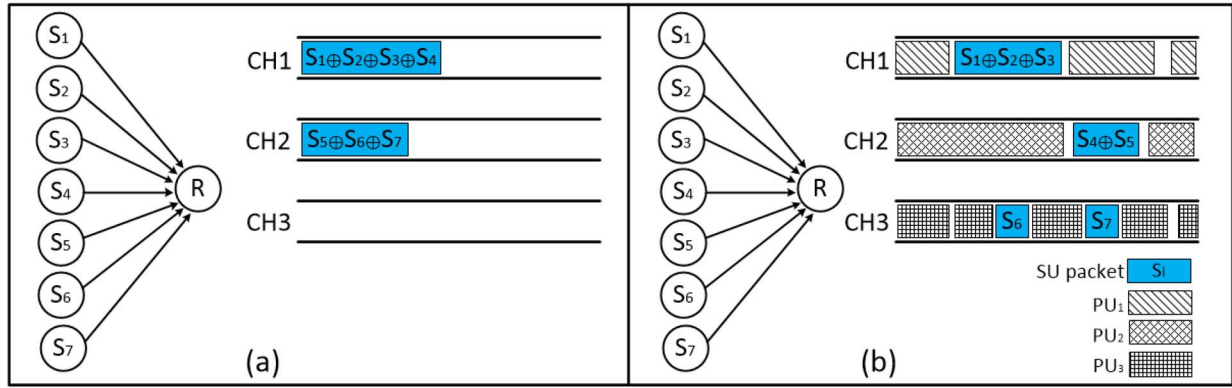 S1
S2
S3
S4
S5
S6
S7
R
CH1
S1⊕S2⊕S3⊕S4
CH2
S5⊕S6⊕S7
CH3
(a)
S1
S2
S3
S4
S5
S6
S7
R
CH1
S1⊕S2⊕S3
CH2
S4⊕S5
CH3
S6
S7
SU packet Si
PU1
PU2
PU3
(b)